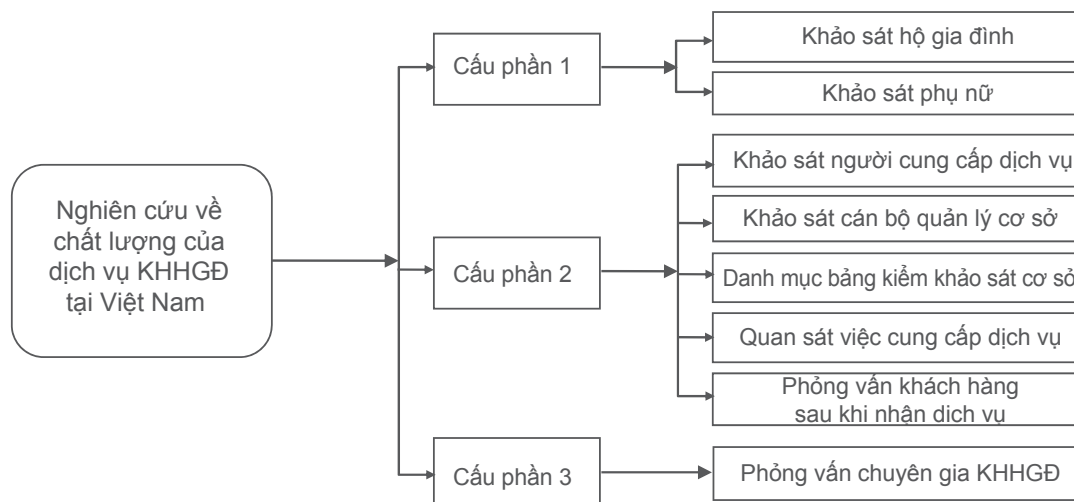 Nghiên cứu về
chất lượng của
dịch vụ KHHGĐ
tại Việt Nam
Cấu phần 1
Khảo sát hộ gia đình
Khảo sát phụ nữ
Cấu phần 2
Khảo sát người cung cấp dịch vụ
Khảo sát cán bộ quản lý cơ sở
Danh mục bảng kiểm khảo sát cơ sở
Quan sát việc cung cấp dịch vụ
Phỏng vấn khách hàng
sau khi nhận dich vụ
Cấu phần 3
Phỏng vấn chuyên gia KHHGĐ